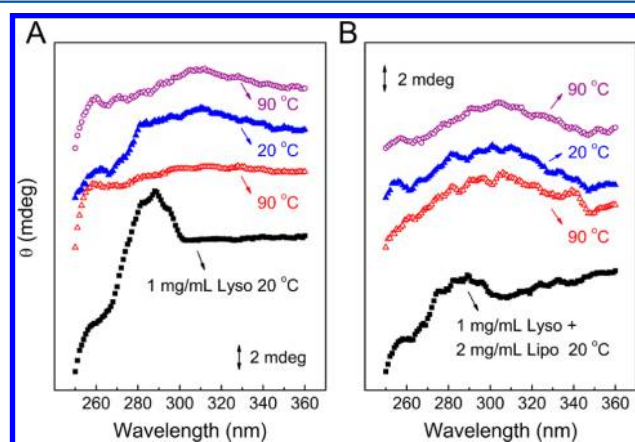 A
90 °C
20 °C
90 °C
1 mg/mL Lyso 20 °C
2 mdeg
θ (mdeg)
260 280 300 320 340 360
Wavelength (nm)
B
2 mdeg
90 °C
20 °C
90 °C
1 mg/mL Lyso +
2 mg/mL Lipo 20 °C
260 280 300 320 340 360
Wavelength (nm)